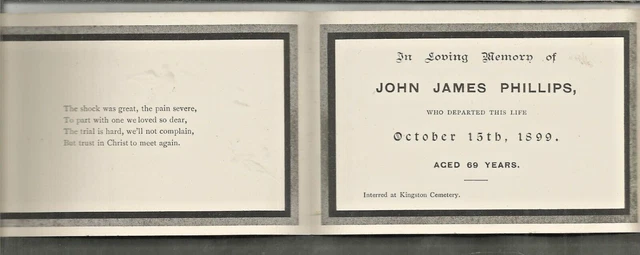 The shock was great, the pain severe,
To part with one we loved so dear,
The trial is hard, we'll not complain,
But trust in Christ to meet again.
In Loving Memory of
JOHN JAMES PHILLIPS,
WHO DEPARTED THIS LIFE
October 15th, 1899.
AGED 69 YEARS.
Interred at Kingston Cemetery.